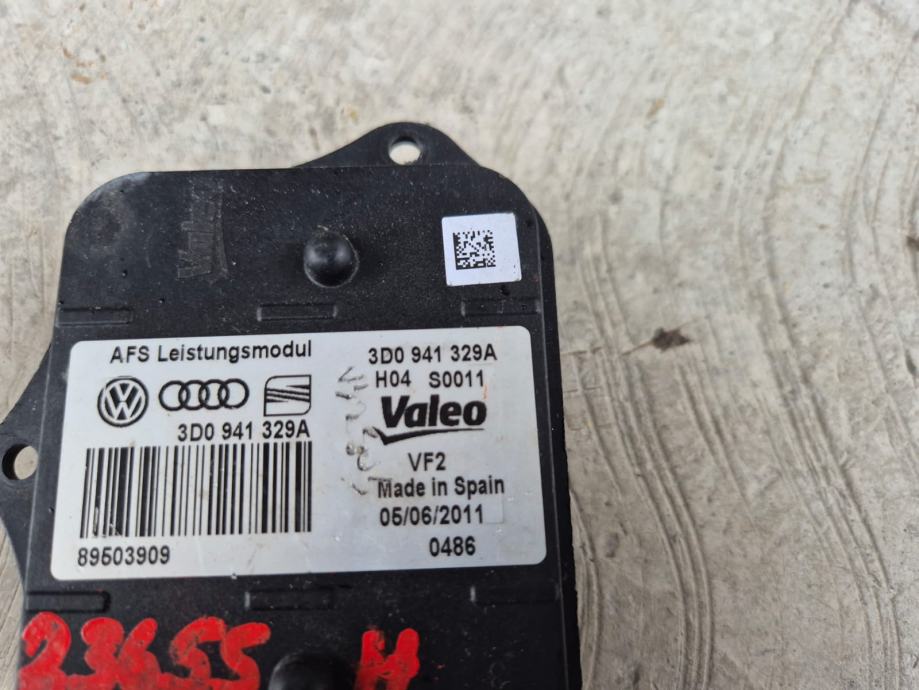 Valeo
AFS Leistungsmodul
3D0 941 329A
3D0 941 329A
H04 S0011
Valeo
VF2
Made in Spain
05/06/2011
0486
89503909
23655 H